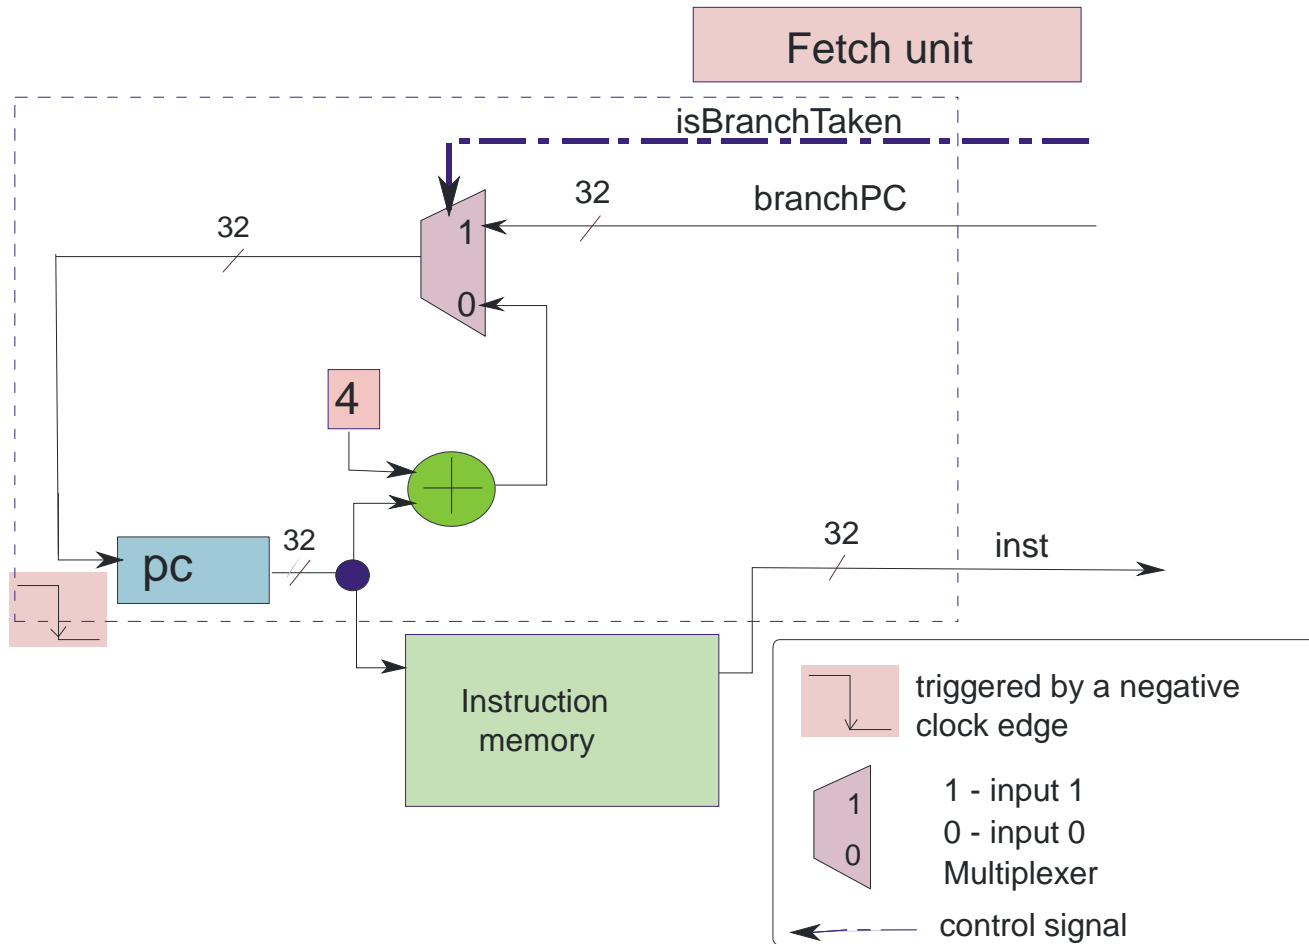 Fetch unit
isBranchTaken
32
branchPC
32
1
0
4
pc
32
32
inst
Instruction
memory
triggered by a negative
clock edge
1
0
1 - input 1
0 - input 0
Multiplexer
control signal